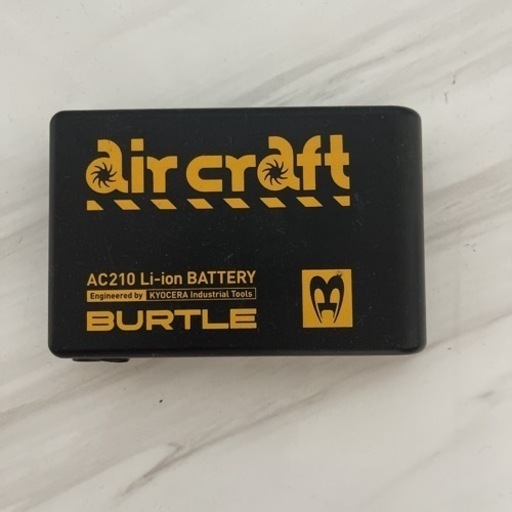 air craft
AC210 Li-ion BATTERY
Engineered by KYOCERA Industrial Tools
BURTLE